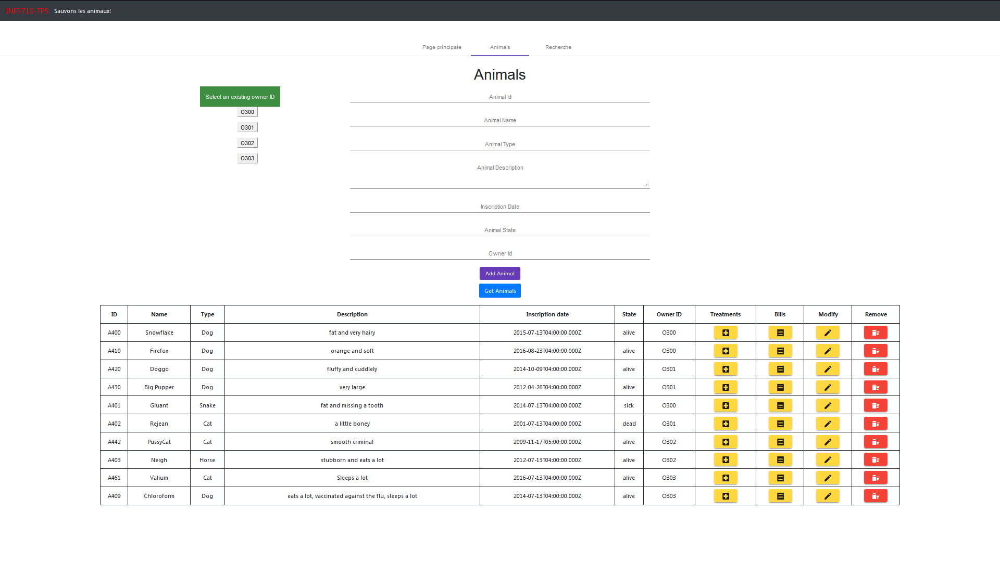 INF3710-TP5 Sauvons les animaux!
Page principale Animals Recherche
Animals
Select an existing owner ID
O300
O301
O302
O303
Animal Id
Animal Name
Animal Type
Animal Description
Inscription Date
Animal State
Owner Id
Add Animal
Get Animals
ID Name Type Description Inscription date State Owner ID Treatments Bills Modify Remove
A400 Snowflake Dog fat and very hairy 2015-07-13T04:00:00.000Z alive O300
A410 Firefox Dog orange and soft 2016-08-23T04:00:00.000Z alive O300
A420 Doggo Dog fluffy and cuddlely 2014-10-09T04:00:00.000Z alive O301
A430 Big Pupper Dog very large 2012-04-26T04:00:00.000Z alive O301
A401 Gluant Snake fat and missing a tooth 2014-07-13T04:00:00.000Z sick O300
A402 Rejean Cat a little boney 2001-07-13T04:00:00.000Z dead O301
A442 PussyCat Cat smooth criminal 2009-11-17T05:00:00.000Z alive O302
A403 Neigh Horse stubborn and eats a lot 2012-07-13T04:00:00.000Z alive O302
A461 Valium Cat Sleeps a lot 2016-07-13T04:00:00.000Z alive O303
A409 Chloroform Dog eats a lot, vaccinated against the flu, sleeps a lot 2014-07-13T04:00:00.000Z alive O303